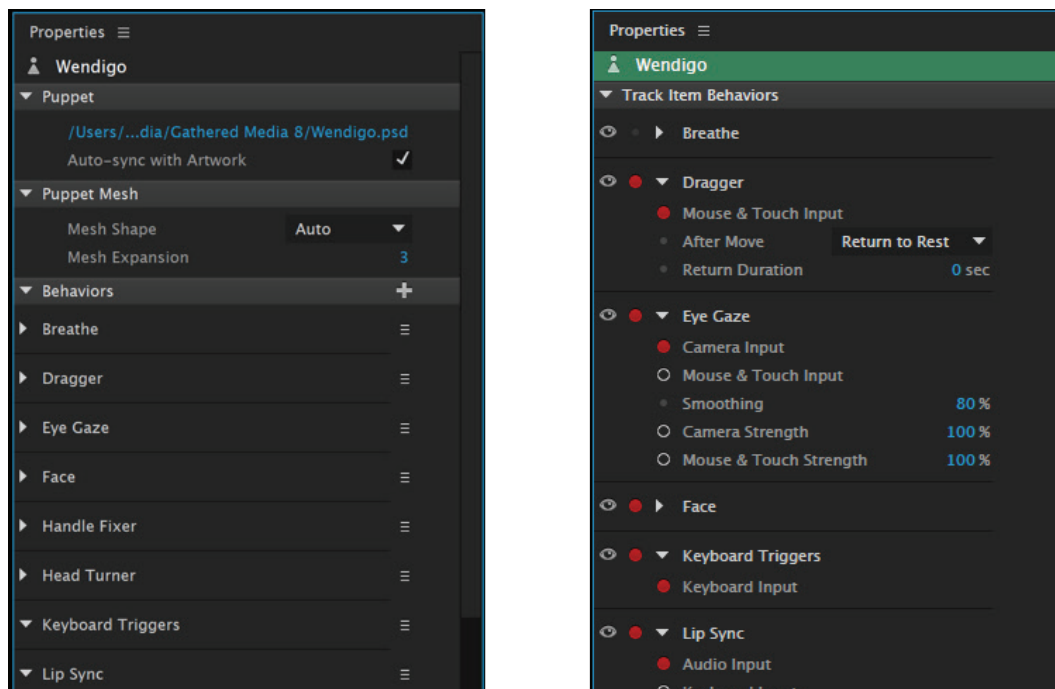 Properties
Wendigo
Puppet
/Users/...dia/Gathered Media 8/Wendigo.psd
Auto-sync with Artwork
Puppet Mesh
Mesh Shape Auto
Mesh Expansion 3
Behaviors
Breathe
Dragger
Eye Gaze
Face
Handle Fixer
Head Turner
Keyboard Triggers
Lip Sync
Properties
Wendigo
Track Item Behaviors
Breathe
Dragger
Mouse & Touch Input
After Move Return to Rest
Return Duration 0 sec
Eye Gaze
Camera Input
Mouse & Touch Input
Smoothing 80 %
Camera Strength 100 %
Mouse & Touch Strength 100 %
Face
Keyboard Triggers
Keyboard Input
Lip Sync
Audio Input